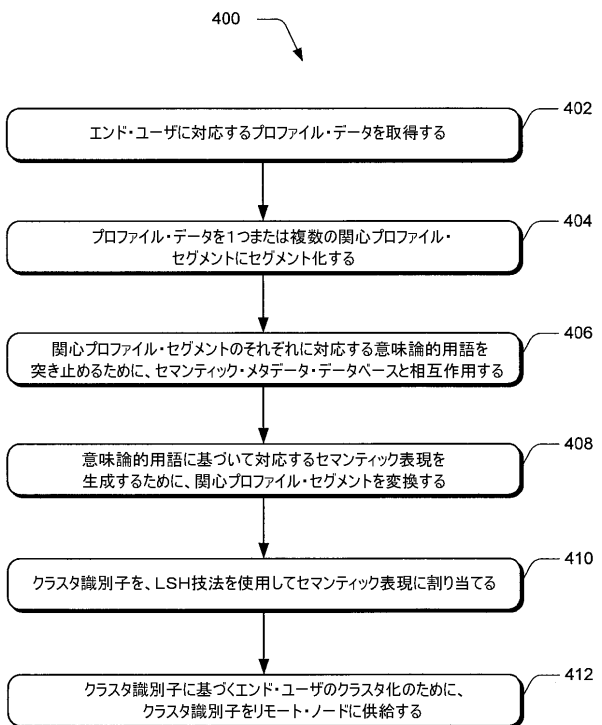 400
エンド・ユーザに対応するプロファイル・データを取得する
402
プロファイル・データを1つまたは複数の関心プロファイル・
セグメントにセグメント化する
404
関心プロファイル・セグメントのそれぞれに対応する意味論的用語を
突き止めるために、セマンティック・メタデータ・データベースと相互作用する
406
意味論的用語に基づいて対応するセマンティック表現を
生成するために、関心プロファイル・セグメントを変換する
408
クラスタ識別子を、LSH技法を使用してセマンティック表現に割り当てる
410
クラスタ識別子に基づくエンド・ユーザのクラスタ化のために、
クラスタ識別子をリモート・ノードに供給する
412